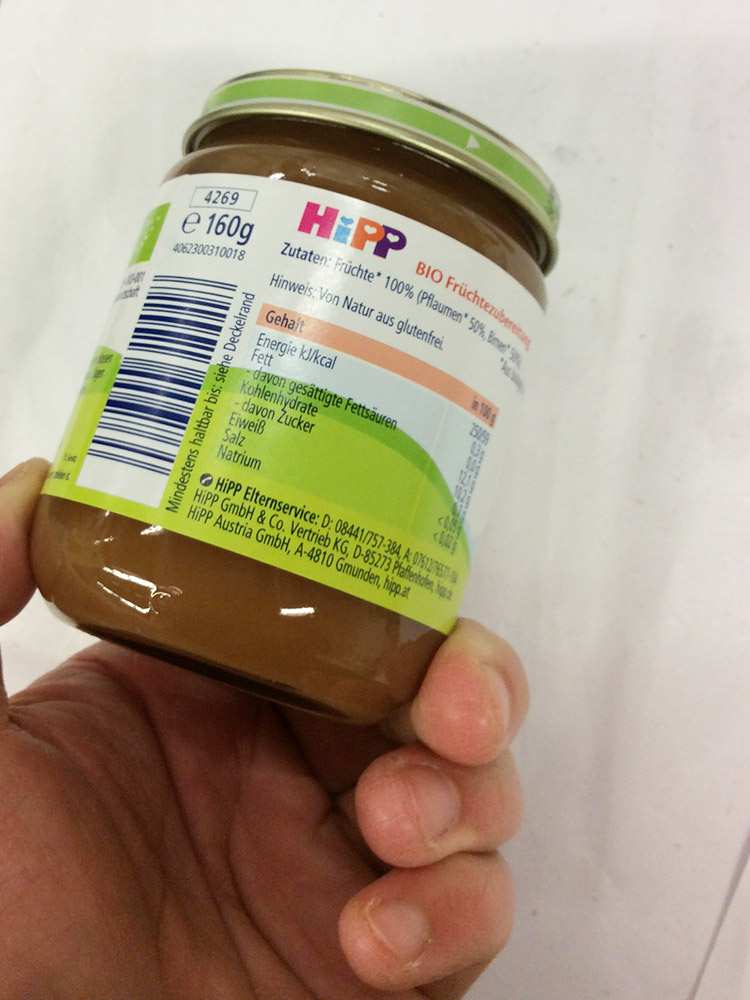 4269
e 160g
4062300310018
HiPP
BIO Früchtezubereitung
Zutaten: Früchte* 100% (Pflaumen* 50%, Birnen* 50%
Hinweis: Von Natur aus glutenfrei.
Gehalt in 100 g
Energie kJ/kcal
Fett
- davon gesättigte Fettsäuren
Kohlenhydrate
- davon Zucker
Eiweiß
Salz
Natrium
Mindestens haltbar bis: siehe Deckelrand
HiPP Elternservice: D: 08441/757-384, A:
HiPP GmbH & Co. Vertrieb KG, D-85273 Pfaffenhofen, hipp.de
HiPP Austria GmbH, A-4810 Gmunden, hipp.at